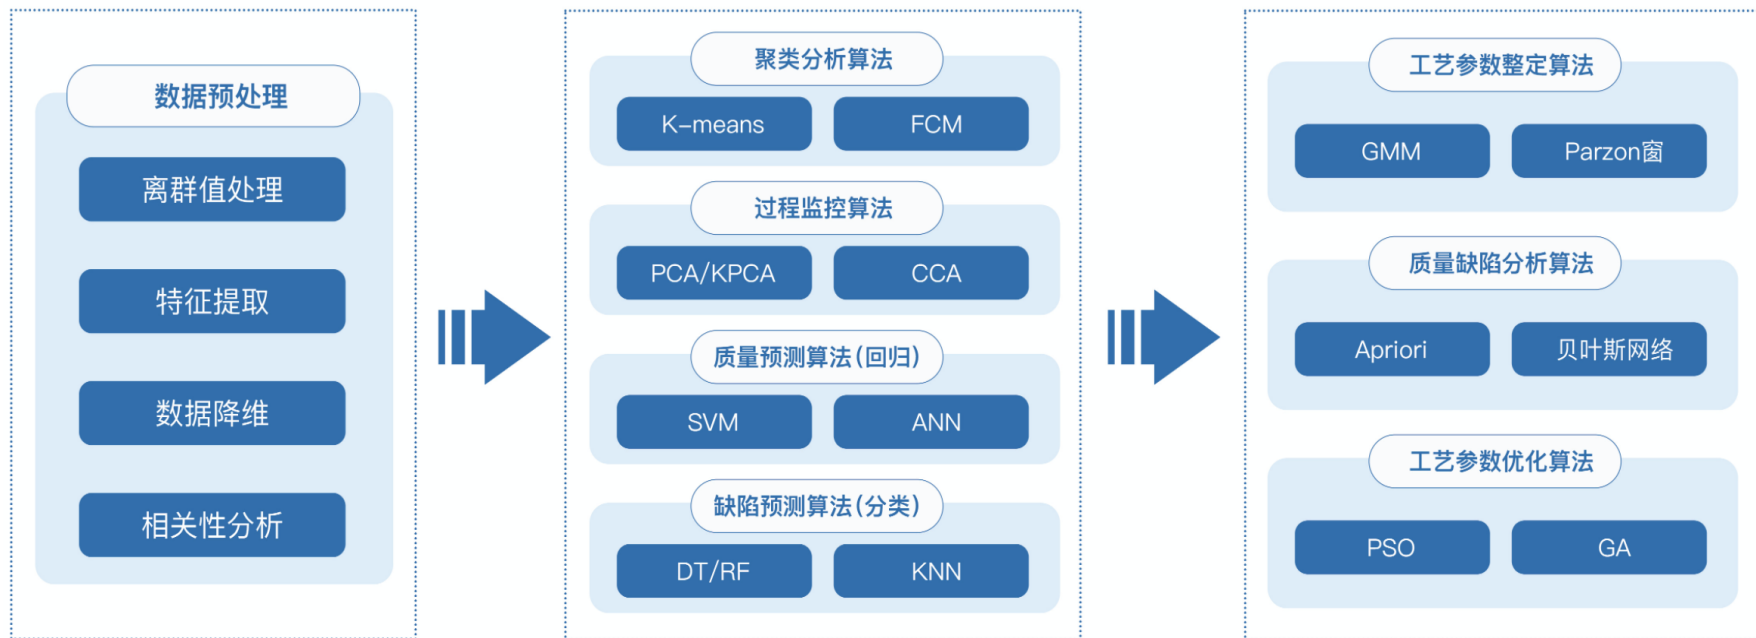 数据预处理
离群值处理
特征提取
数据降维
相关性分析
聚类分析算法
K-means
FCM
过程监控算法
PCA/KPCA
CCA
质量预测算法(回归)
SVM
ANN
缺陷预测算法(分类)
DT/RF
KNN
工艺参数整定算法
GMM
Parzon窗
质量缺陷分析算法
Apriori
贝叶斯网络
工艺参数优化算法
PSO
GA